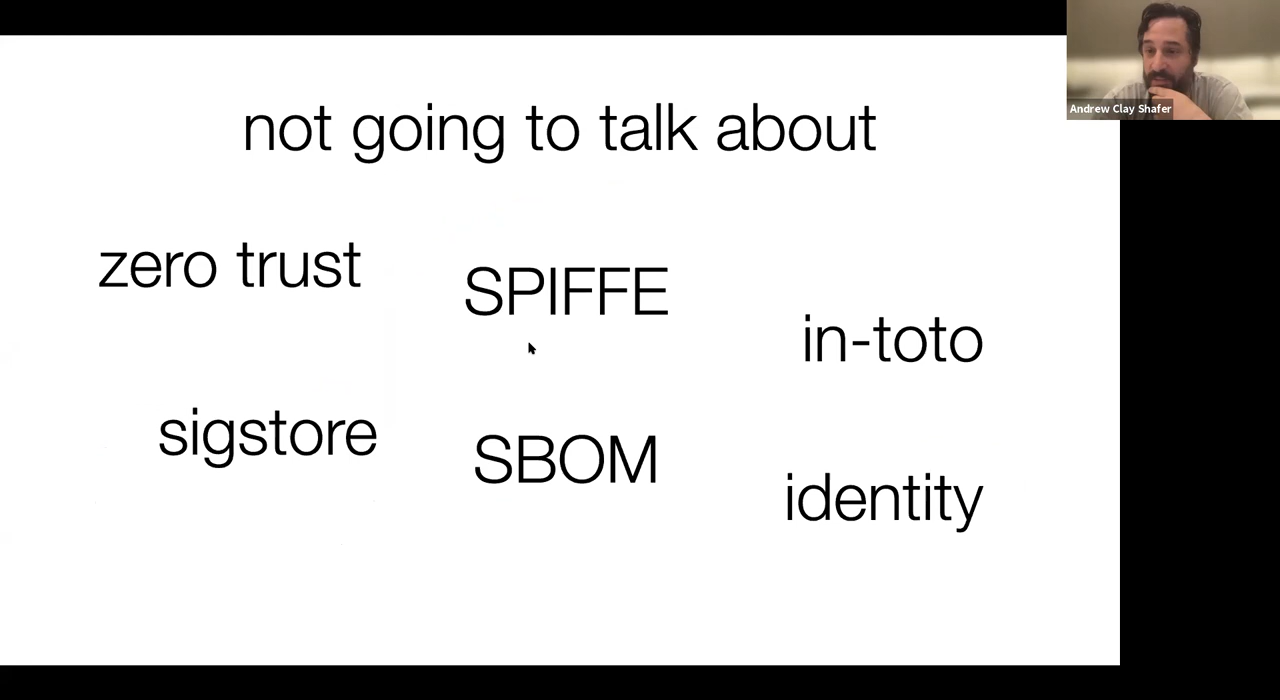 Andrew Clay Shafer
not going to talk about
zero trust
SPIFFE
in-toto
sigstore
SBOM
identity